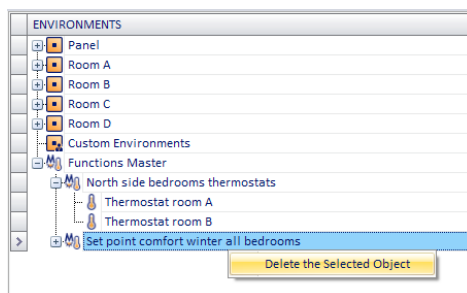 ENVIRONMENTS
Panel
Room A
Room B
Room C
Room D
Custom Environments
Functions Master
North side bedrooms thermostats
Thermostat room A
Thermostat room B
Set point comfort winter all bedrooms
Delete the Selected Object